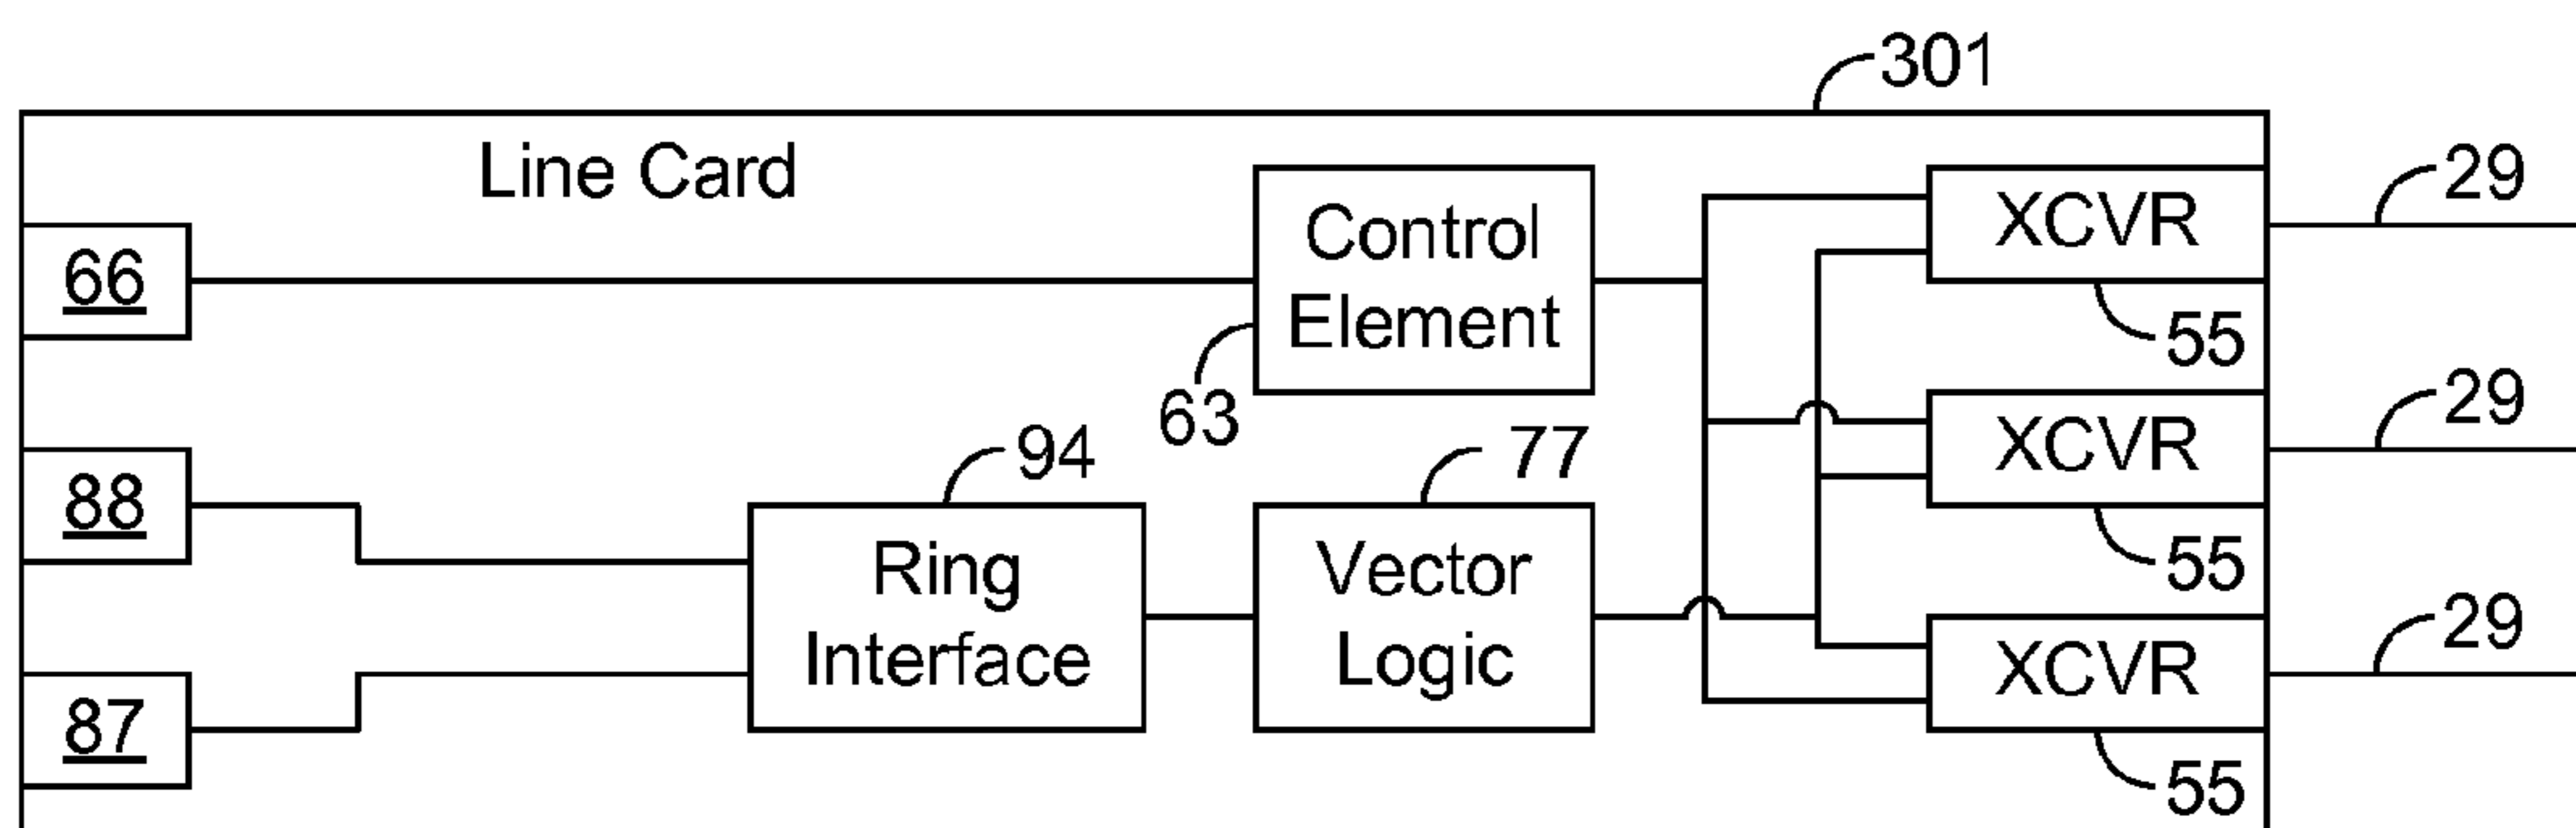 301
Line Card
29
Control
Element
XCVR
66
55
63
29
94
77
XCVR
88
55
Ring
Interface
Vector
Logic
29
XCVR
87
55